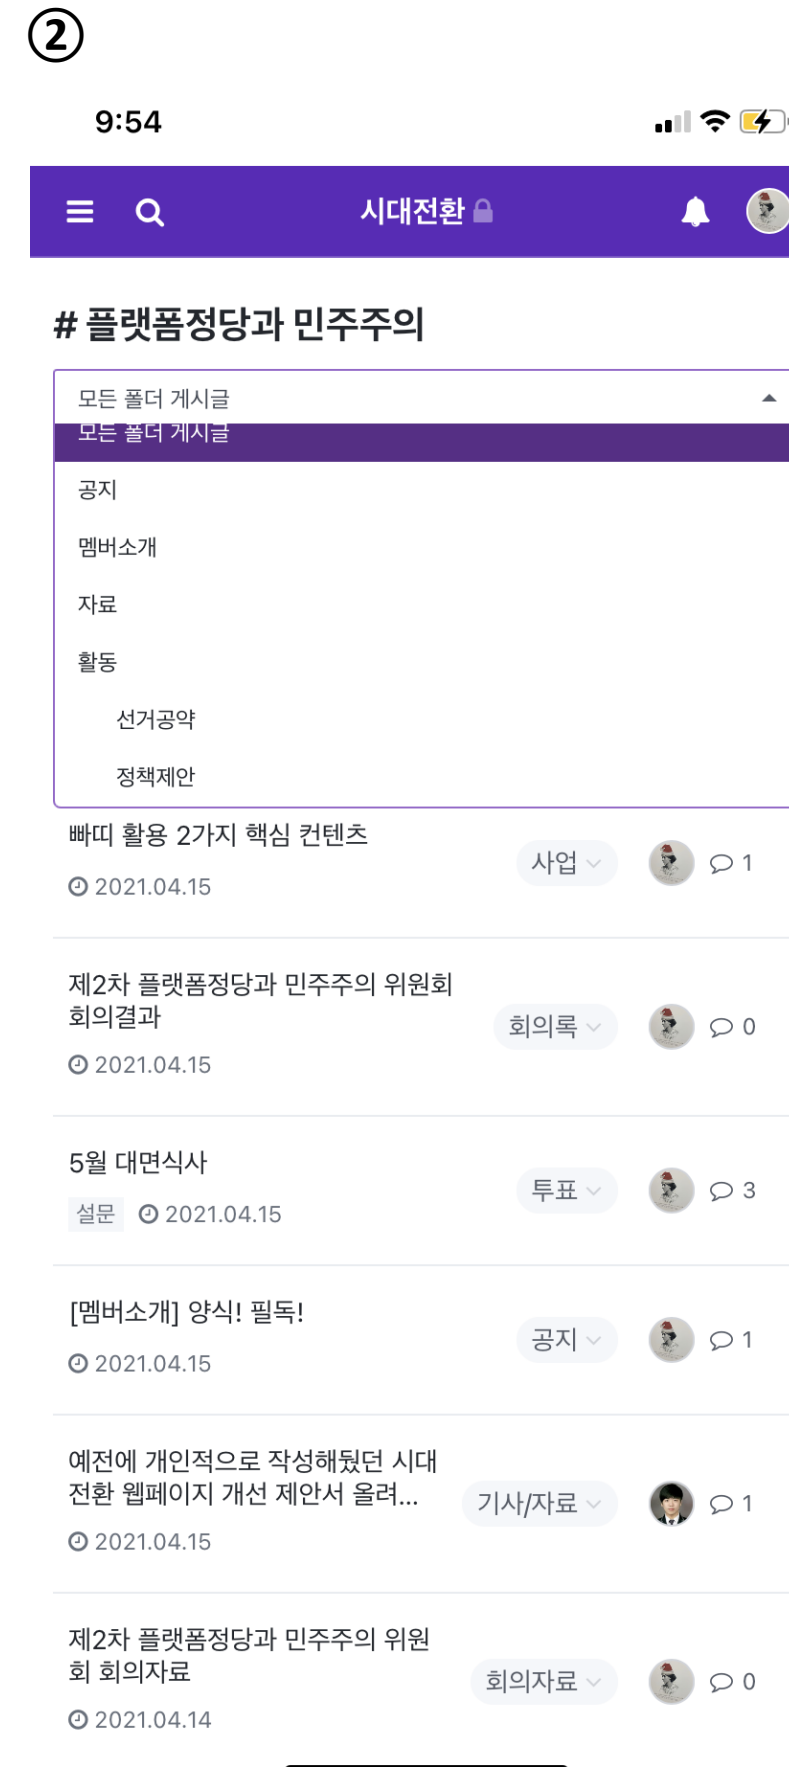 ②
9:54
시대전환
# 플랫폼정당과 민주주의
모든 폴더 게시글
모든 폴더 게시글
공지
멤버소개
자료
활동
선거공약
정책제안
빠띠 활용 2가지 핵심 컨텐츠
사업
1
2021.04.15
제2차 플랫폼정당과 민주주의 위원회
회의결과
회의록
0
2021.04.15
5월 대면식사
투표
3
설문 2021.04.15
[멤버소개] 양식! 필독!
공지
1
2021.04.15
예전에 개인적으로 작성해뒀던 시대
전환 웹페이지 개선 제안서 올려...
기사/자료
1
2021.04.15
제2차 플랫폼정당과 민주주의 위원
회 회의자료
회의자료
0
2021.04.14